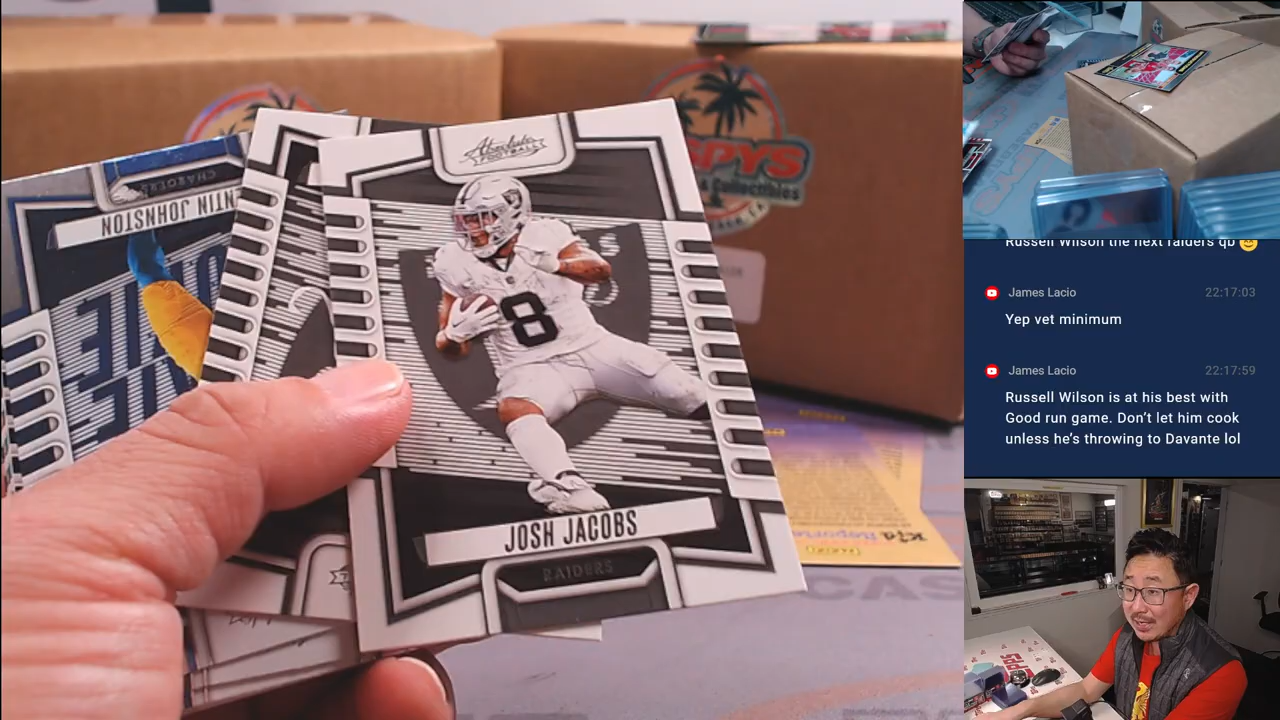 CHARGERS
NTIN JOHNSTON
Absolute
FOOTBALL
8
JOSH JACOBS
RAIDERS
SPYS
& Collectibles
Russell Wilson the next raiders qb
James Lacio 22:17:03
Yep vet minimum
James Lacio 22:17:59
Russell Wilson is at his best with
Good run game. Don't let him cook
unless he's throwing to Davante lol